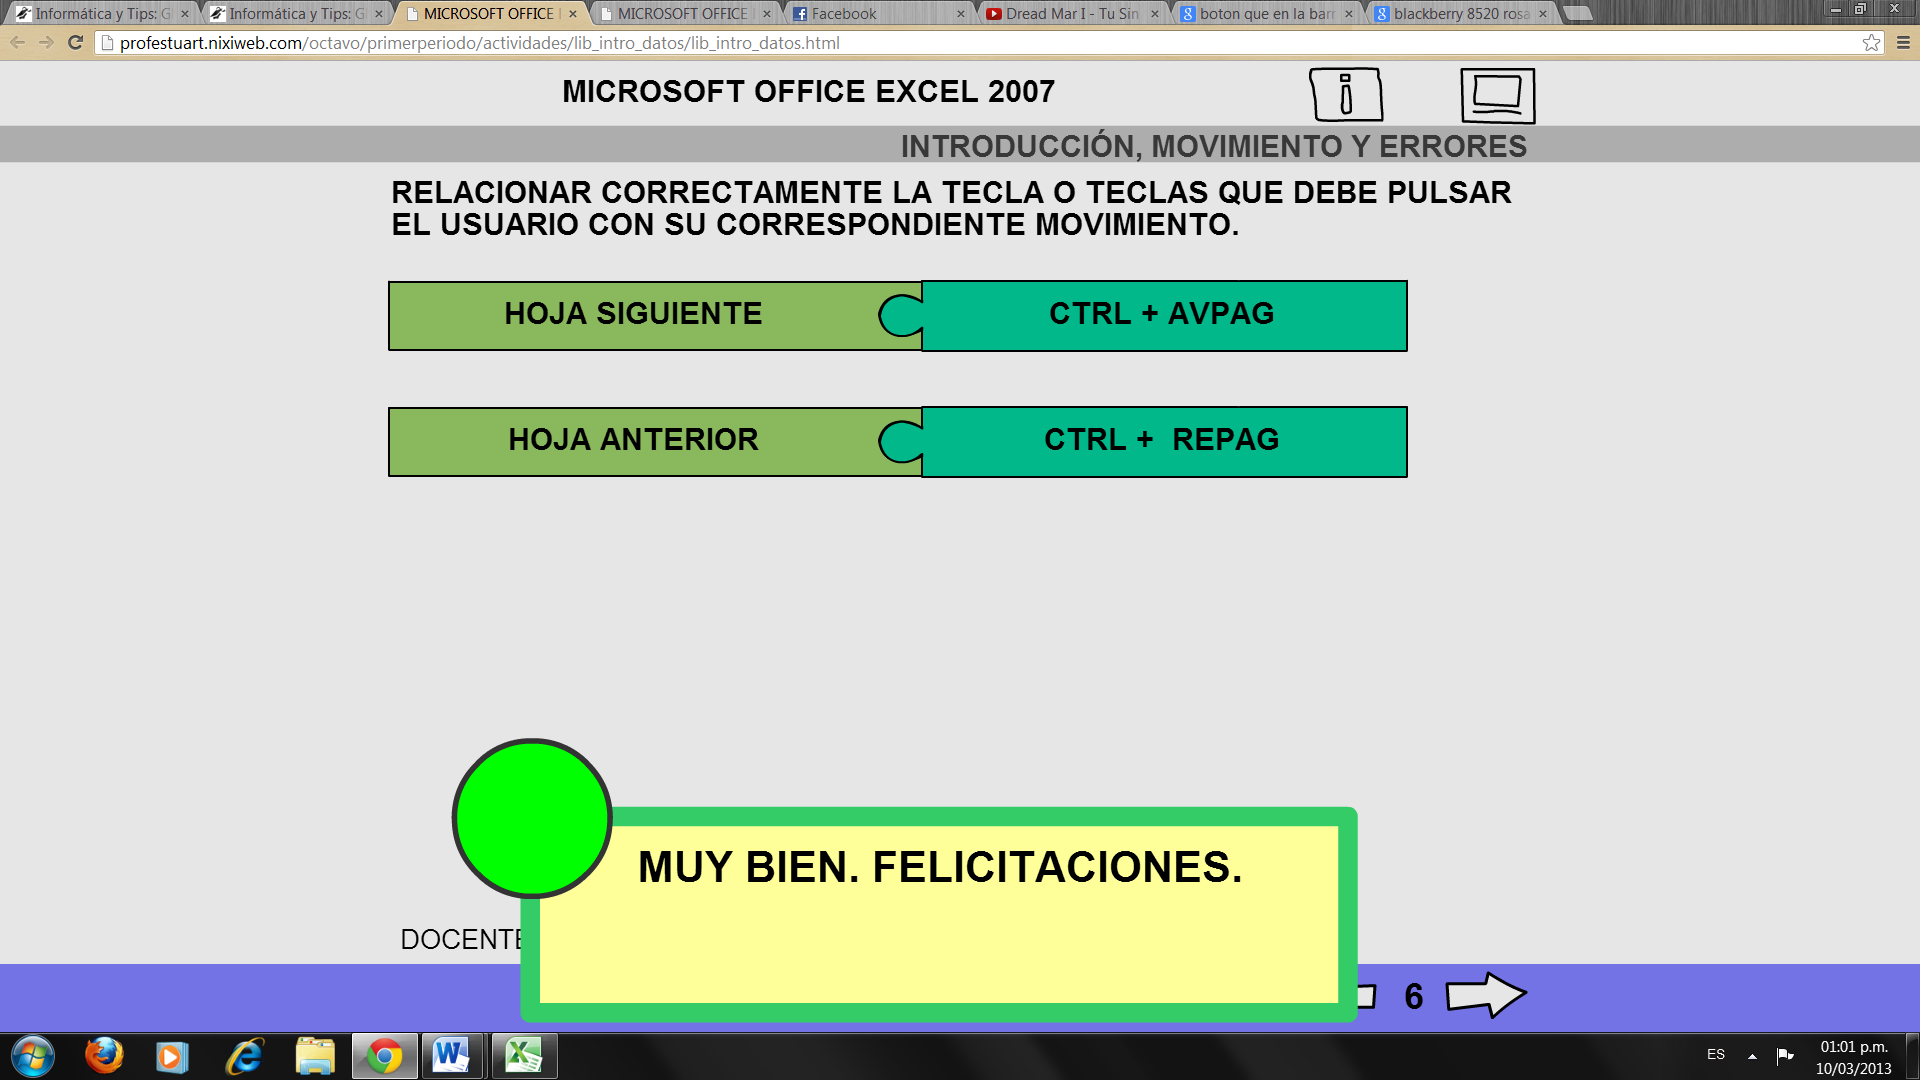 Informática y Tips: G
Informática y Tips: G
MICROSOFT OFFICE
MICROSOFT OFFICE
Facebook
Dread Mar I - Tu Sin
boton que en la barr
blackberry 8520 rosa
profestuart.nixiweb.com/octavo/primerperiodo/actividades/lib_intro_datos/lib_intro_datos.html
MICROSOFT OFFICE EXCEL 2007
INTRODUCCIÓN, MOVIMIENTO Y ERRORES
RELACIONAR CORRECTAMENTE LA TECLA O TECLAS QUE DEBE PULSAR
EL USUARIO CON SU CORRESPONDIENTE MOVIMIENTO.
HOJA SIGUIENTE
CTRL + AVPAG
HOJA ANTERIOR
CTRL + REPAG
MUY BIEN. FELICITACIONES.
DOCENTE
6
ES
01:01 p.m.
10/03/2013